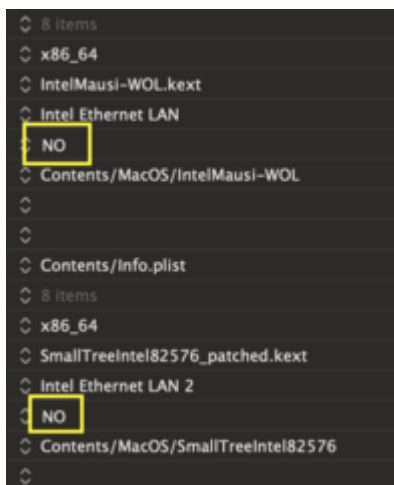 8 items
x86_64
IntelMausi-WOL.kext
Intel Ethernet LAN
NO
Contents/MacOS/IntelMausi-WOL
Contents/Info.plist
8 items
x86_64
SmallTreeIntel82576_patched.kext
Intel Ethernet LAN 2
NO
Contents/MacOS/SmallTreeIntel82576